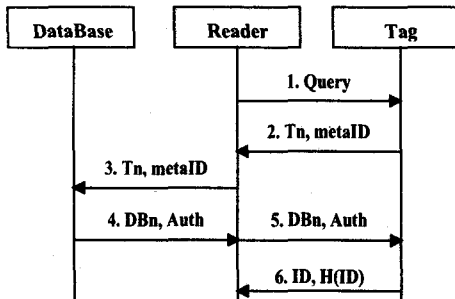 DataBase Reader Tag
1. Query
2. Tn, metaID
3. Tn, metaID
4. DBn, Auth 5. DBn, Auth
6. ID, H(ID)